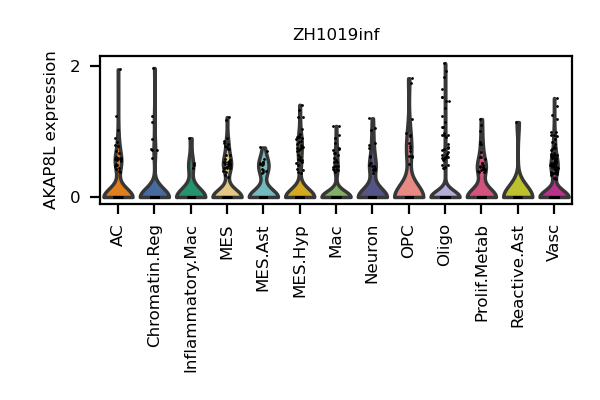 ZH1019inf
AKAP8L expression
2
0
AC
Chromatin.Reg
Inflammatory.Mac
MES
MES.Ast
MES.Hyp
Mac
Neuron
OPC
Oligo
Prolif.Metab
Reactive.Ast
Vasc